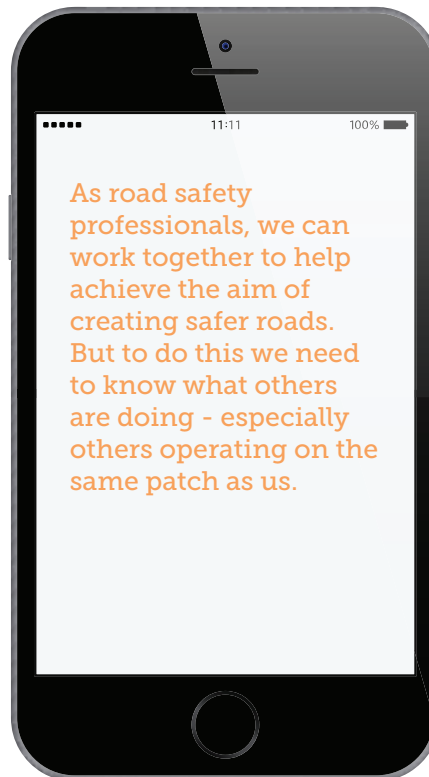 11:11 100%
As road safety
professionals, we can
work together to help
achieve the aim of
creating safer roads.
But to do this we need
to know what others
are doing - especially
others operating on the
same patch as us.